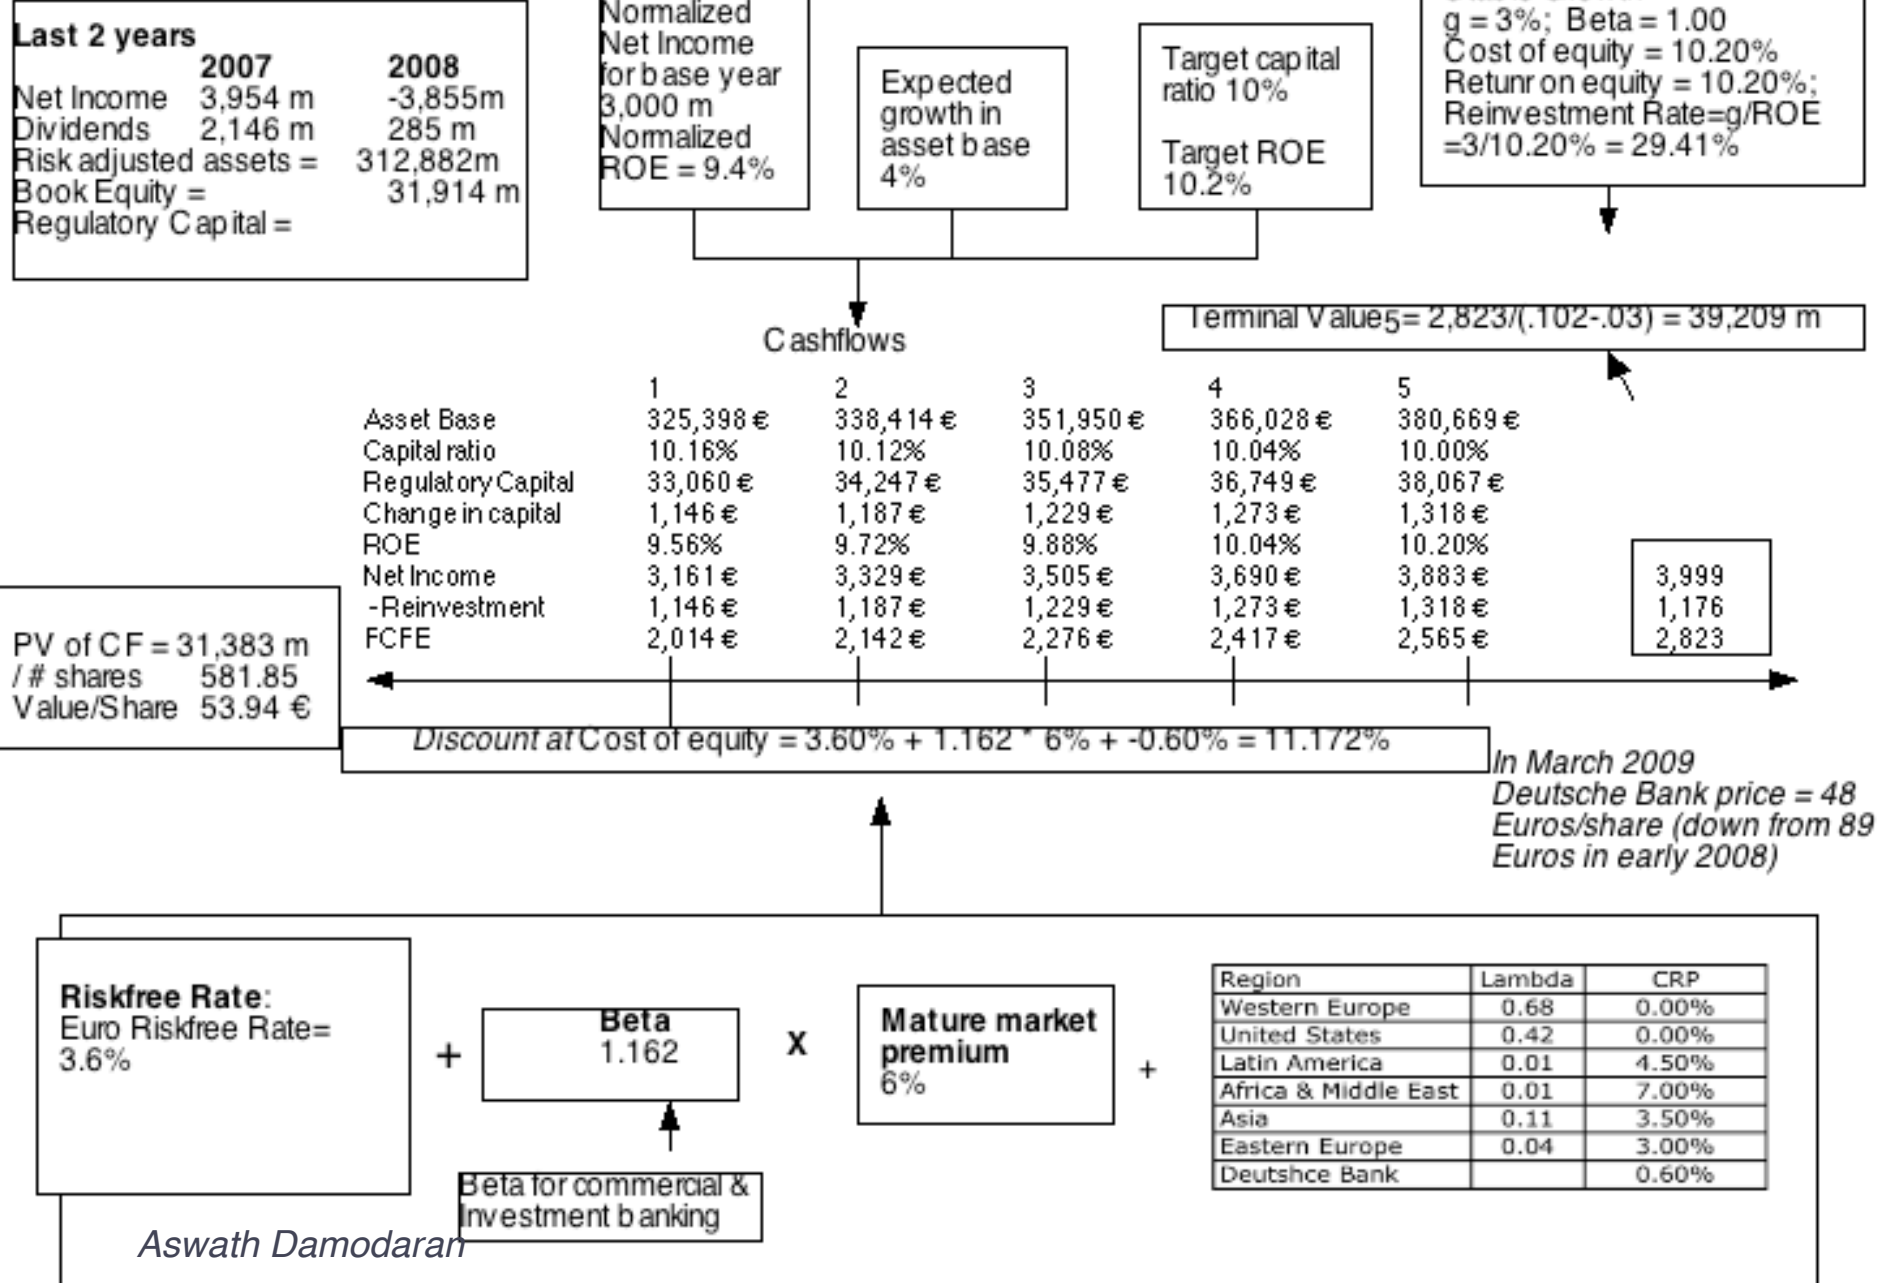 Last 2 years
2007 2008
Net Income 3,954 m -3,855m
Dividends 2,146 m 285 m
Risk adjusted assets = 312,882m
Book Equity = 31,914 m
Regulatory Capital =
Normalized
Net Income
for base year
3,000 m
Normalized
ROE = 9.4%
Expected
growth in
asset base
4%
Target capital
ratio 10%
Target ROE
10.2%
g = 3%; Beta = 1.00
Cost of equity = 10.20%
Retunr on equity = 10.20%;
Reinvestment Rate=g/ROE
=3/10.20% = 29.41%
Terminal Value5= 2,823/(.102-.03) = 39,209 m
Cashflows
1 2 3 4 5
Asset Base 325,398 € 338,414 € 351,950 € 366,028 € 380,669 €
Capital ratio 10.16% 10.12% 10.08% 10.04% 10.00%
Regulatory Capital 33,060 € 34,247 € 35,477 € 36,749 € 38,067 €
Change in capital 1,146 € 1,187 € 1,229 € 1,273 € 1,318 €
ROE 9.56% 9.72% 9.88% 10.04% 10.20%
Net Income 3,161 € 3,329 € 3,505 € 3,690 € 3,883 € 3,999
-Reinvestment 1,146 € 1,187 € 1,229 € 1,273 € 1,318 € 1,176
FCFE 2,014 € 2,142 € 2,276 € 2,417 € 2,565 € 2,823
PV of CF = 31,383 m
/ # shares 581.85
Value/Share 53.94 €
Discount at Cost of equity = 3.60% + 1.162 * 6% + -0.60% = 11.172%
In March 2009
Deutsche Bank price = 48
Euros/share (down from 89
Euros in early 2008)
Riskfree Rate:
Euro Riskfree Rate=
3.6%
+
Beta
1.162
X
Mature market
premium
6%
+
Region Lambda CRP
Western Europe 0.68 0.00%
United States 0.42 0.00%
Latin America 0.01 4.50%
Africa & Middle East 0.01 7.00%
Asia 0.11 3.50%
Eastern Europe 0.04 3.00%
Deutshce Bank 0.60%
Beta for commercial &
Investment banking
Aswath Damodaran